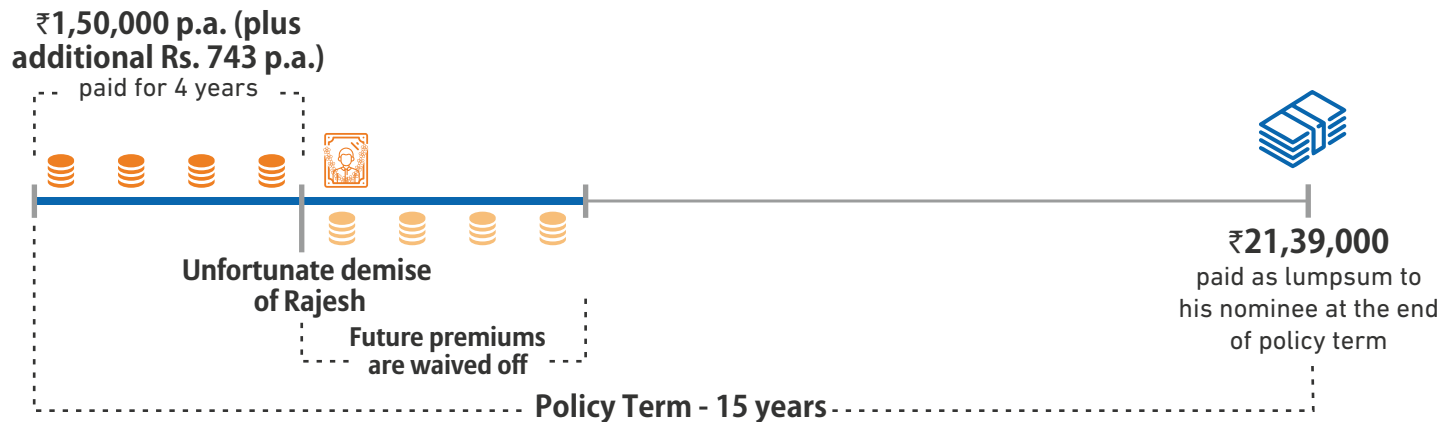 ₹1,50,000 p.a. (plus
additional Rs. 743 p.a.)
paid for 4 years
Unfortunate demise
of Rajesh
Future premiums
are waived off
₹21,39,000
paid as lumpsum to
his nominee at the end
of policy term
Policy Term - 15 years